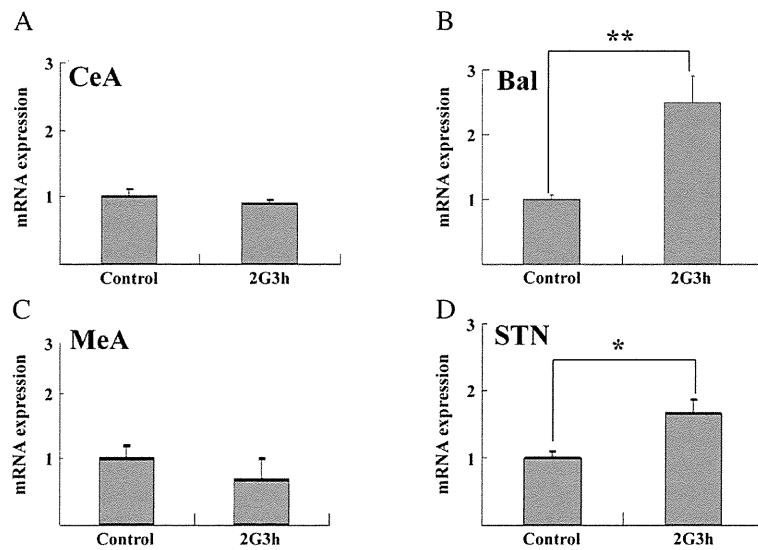 A
CeA
mRNA expression
3
2
1
Control 2G3h
B
Bal
**
mRNA expression
3
2
1
Control 2G3h
C
MeA
mRNA expression
3
2
1
Control 2G3h
D
STN
*
mRNA expression
3
2
1
Control 2G3h